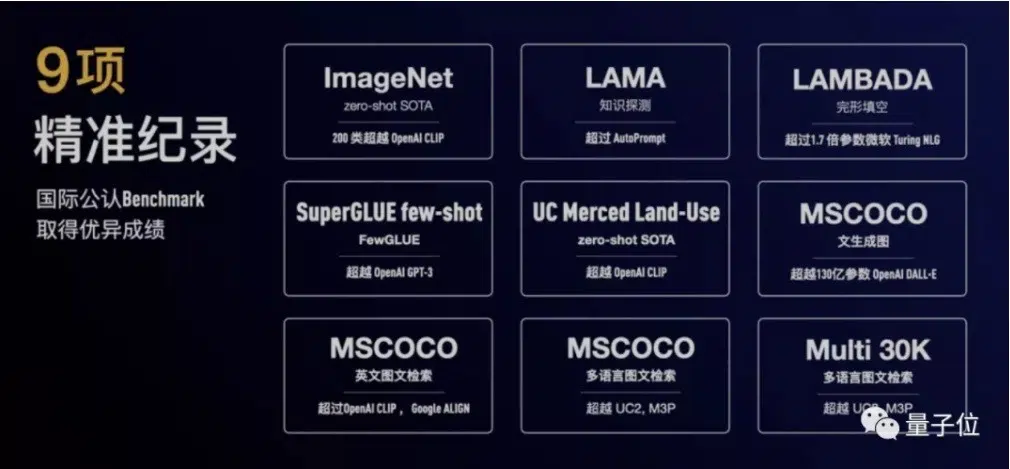 9项
精准纪录
国际公认Benchmark
取得优异成绩
ImageNet
zero-shot SOTA
200 类超越 OpenAI CLIP
LAMA
知识探测
超过 AutoPrompt
LAMBADA
完形填空
超过1.7 倍参数微软 Turing NLG
SuperGLUE few-shot
FewGLUE
超越 OpenAI GPT-3
UC Merced Land-Use
zero-shot SOTA
超越 OpenAI CLIP
MSCOCO
文生成图
超越130亿参数 OpenAI DALL-E
MSCOCO
英文图文检索
超过OpenAI CLIP ，Google ALIGN
MSCOCO
多语言图文检索
超越 UC2, M3P
Multi 30K
多语言图文检索
超越 UC2, M3P
量子位